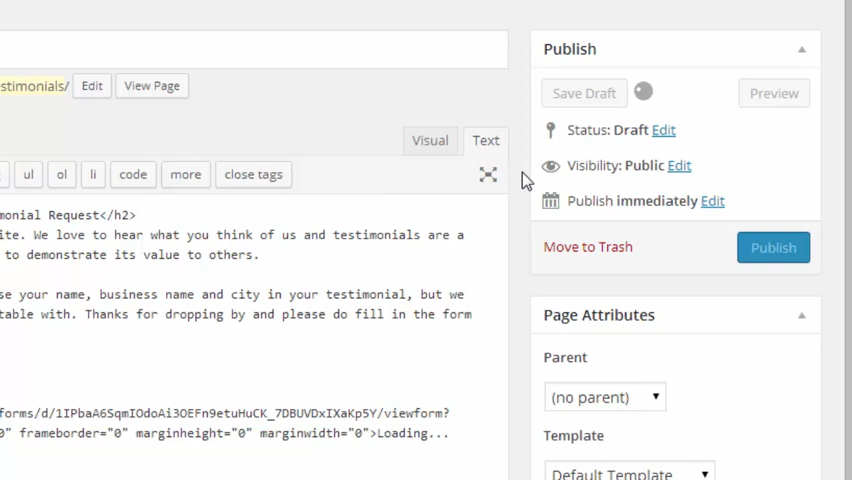 Publish
Save Draft Preview
estimonials/ Edit View Page
Status: Draft Edit
Visual Text
Visibility: Public Edit
ul ol li code more close tags
Publish immediately Edit
monial Request</h2>
ite. We love to hear what you think of us and testimonials are a
to demonstrate its value to others.
Move to Trash Publish
se your name, business name and city in your testimonial, but we
table with. Thanks for dropping by and please do fill in the form
Page Attributes
Parent
(no parent)
forms/d/1IPbaA6SqmIOdoAi3OEFn9etuHuCK_7DBUVDxIXaKp5Y/viewform?
0" frameborder="0" marginheight="0" marginwidth="0">Loading...
Template
Default Template